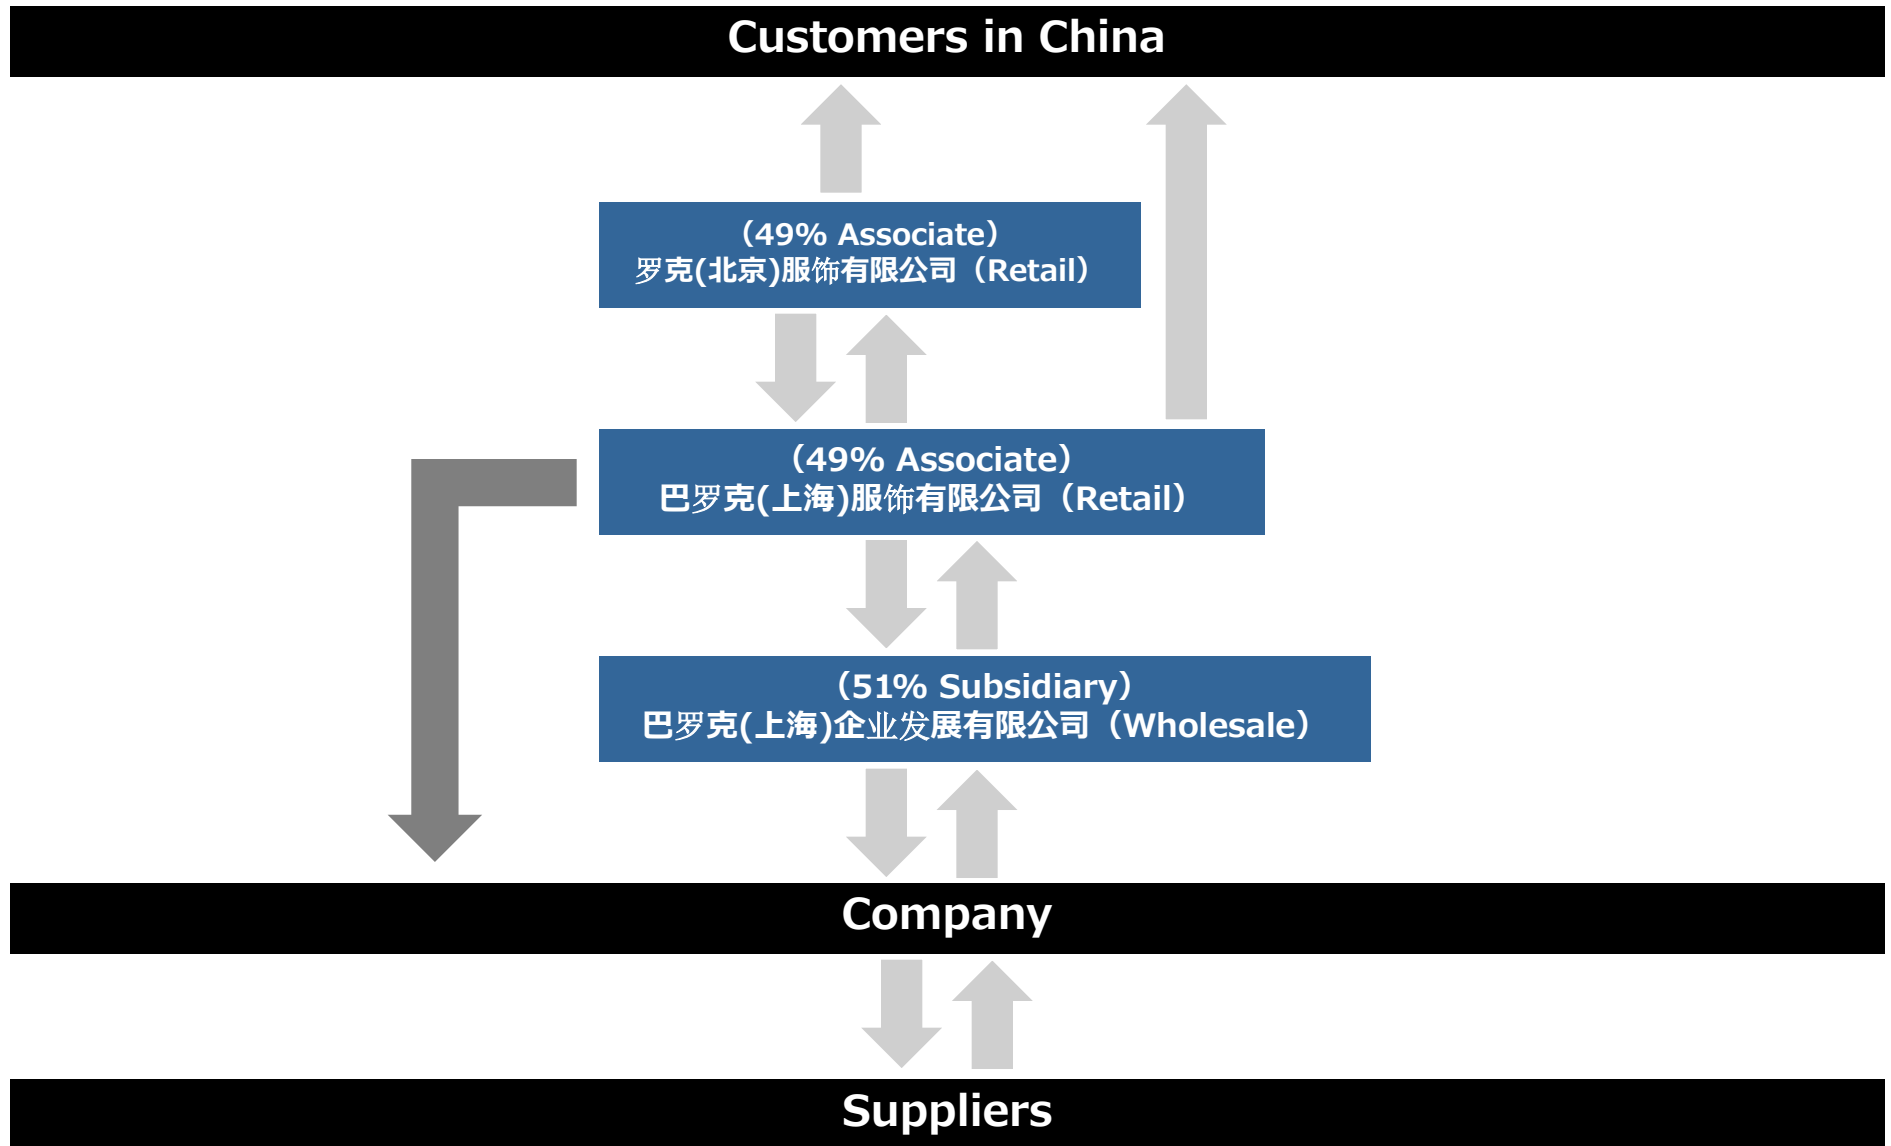 Customers in China
（49% Associate）
罗克(北京)服饰有限公司（Retail）
（49% Associate）
巴罗克(上海)服饰有限公司（Retail）
（51% Subsidiary）
巴罗克(上海)企业发展有限公司（Wholesale）
Company
Suppliers